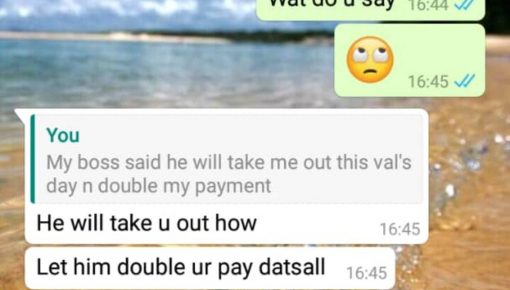 Wat do u say 16:44
🙄
16:45
You
My boss said he will take me out this val's
day n double my payment
He will take u out how
16:45
Let him double ur pay datsall 16:45